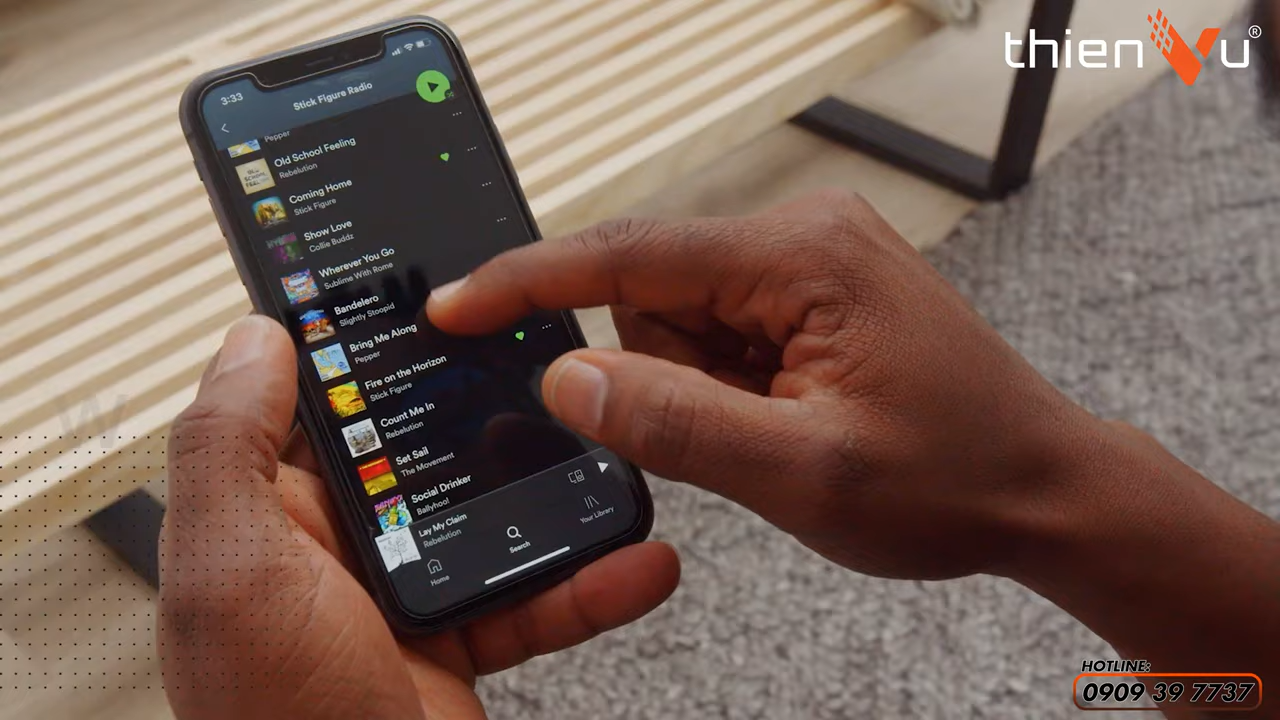 thienVu®
3:33
Stick Figure Radio
Pepper
Old School Feeling
Rebelution
Coming Home
Stick Figure
Show Love
Collie Buddz
Wherever You Go
Sublime With Rome
Bandelero
Slightly Stoopid
Bring Me Along
Pepper
Fire on the Horizon
Stick Figure
Count Me In
Rebelution
Set Sail
The Movement
Social Drinker
Ballyhoo!
Lay My Claim
Rebelution
Home
Search
Your Library
HOTLINE:
0909 39 7737